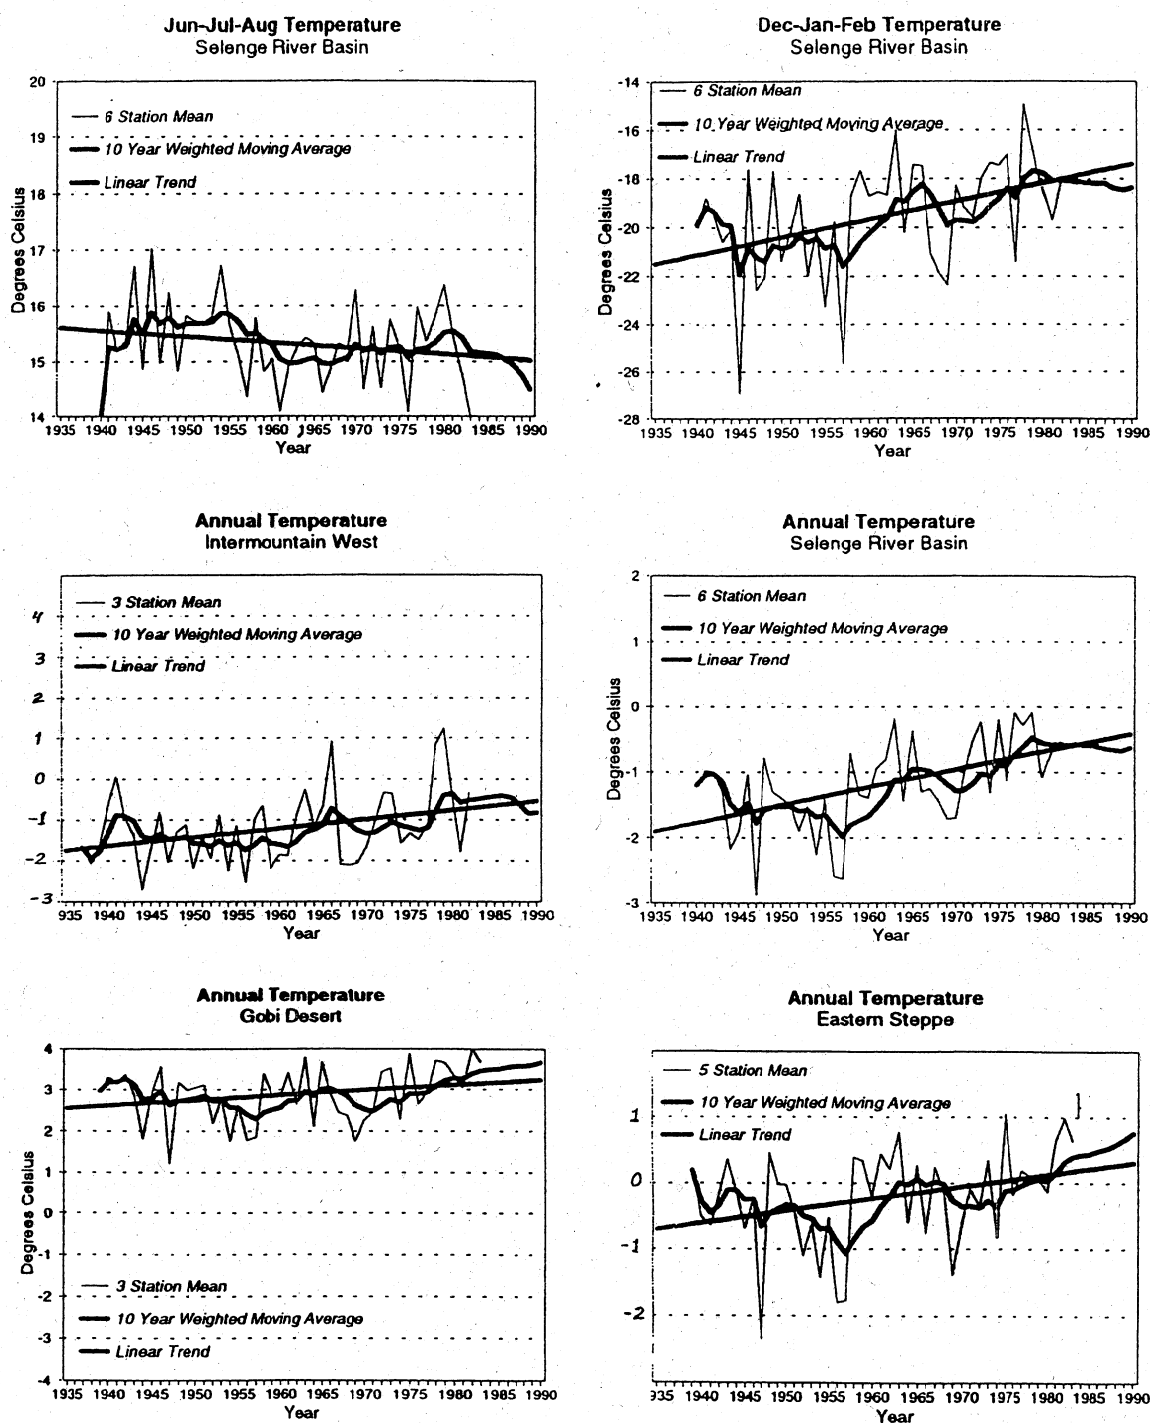 Jun-Jul-Aug Temperature
Selenge River Basin
20
19
18
17
16
15
14
Degrees Celsius
6 Station Mean
10 Year Weighted Moving Average
Linear Trend
1935 1940 1945 1950 1955 1960 1965 1970 1975 1980 1985 1990
Year
Dec-Jan-Feb Temperature
Selenge River Basin
-14
-16
-18
-20
-22
-24
-26
-28
Degrees Celsius
6 Station Mean
10 Year Weighted Moving Average
Linear Trend
1935 1940 1945 1950 1955 1960 1965 1970 1975 1980 1985 1990
Year
Annual Temperature
Intermountain West
4
3
2
1
0
-1
-2
-3
3 Station Mean
10 Year Weighted Moving Average
Linear Trend
935 1940 1945 1950 1955 1960 1965 1970 1975 1980 1985 1990
Year
Annual Temperature
Selenge River Basin
2
1
0
-1
-2
-3
Degrees Celsius
6 Station Mean
10 Year Weighted Moving Average
Linear Trend
1935 1940 1945 1950 1955 1960 1965 1970 1975 1980 1985 1990
Year
Annual Temperature
Gobi Desert
4
3
2
1
0
-1
-2
-3
-4
Degrees Celsius
3 Station Mean
10 Year Weighted Moving Average
Linear Trend
1935 1940 1945 1950 1955 1960 1965 1970 1975 1980 1985 1990
Year
Annual Temperature
Eastern Steppe
1
0
-1
-2
5 Station Mean
10 Year Weighted Moving Average
Linear Trend
935 1940 1945 1950 1955 1960 1965 1970 1975 1980 1985 1990
Year